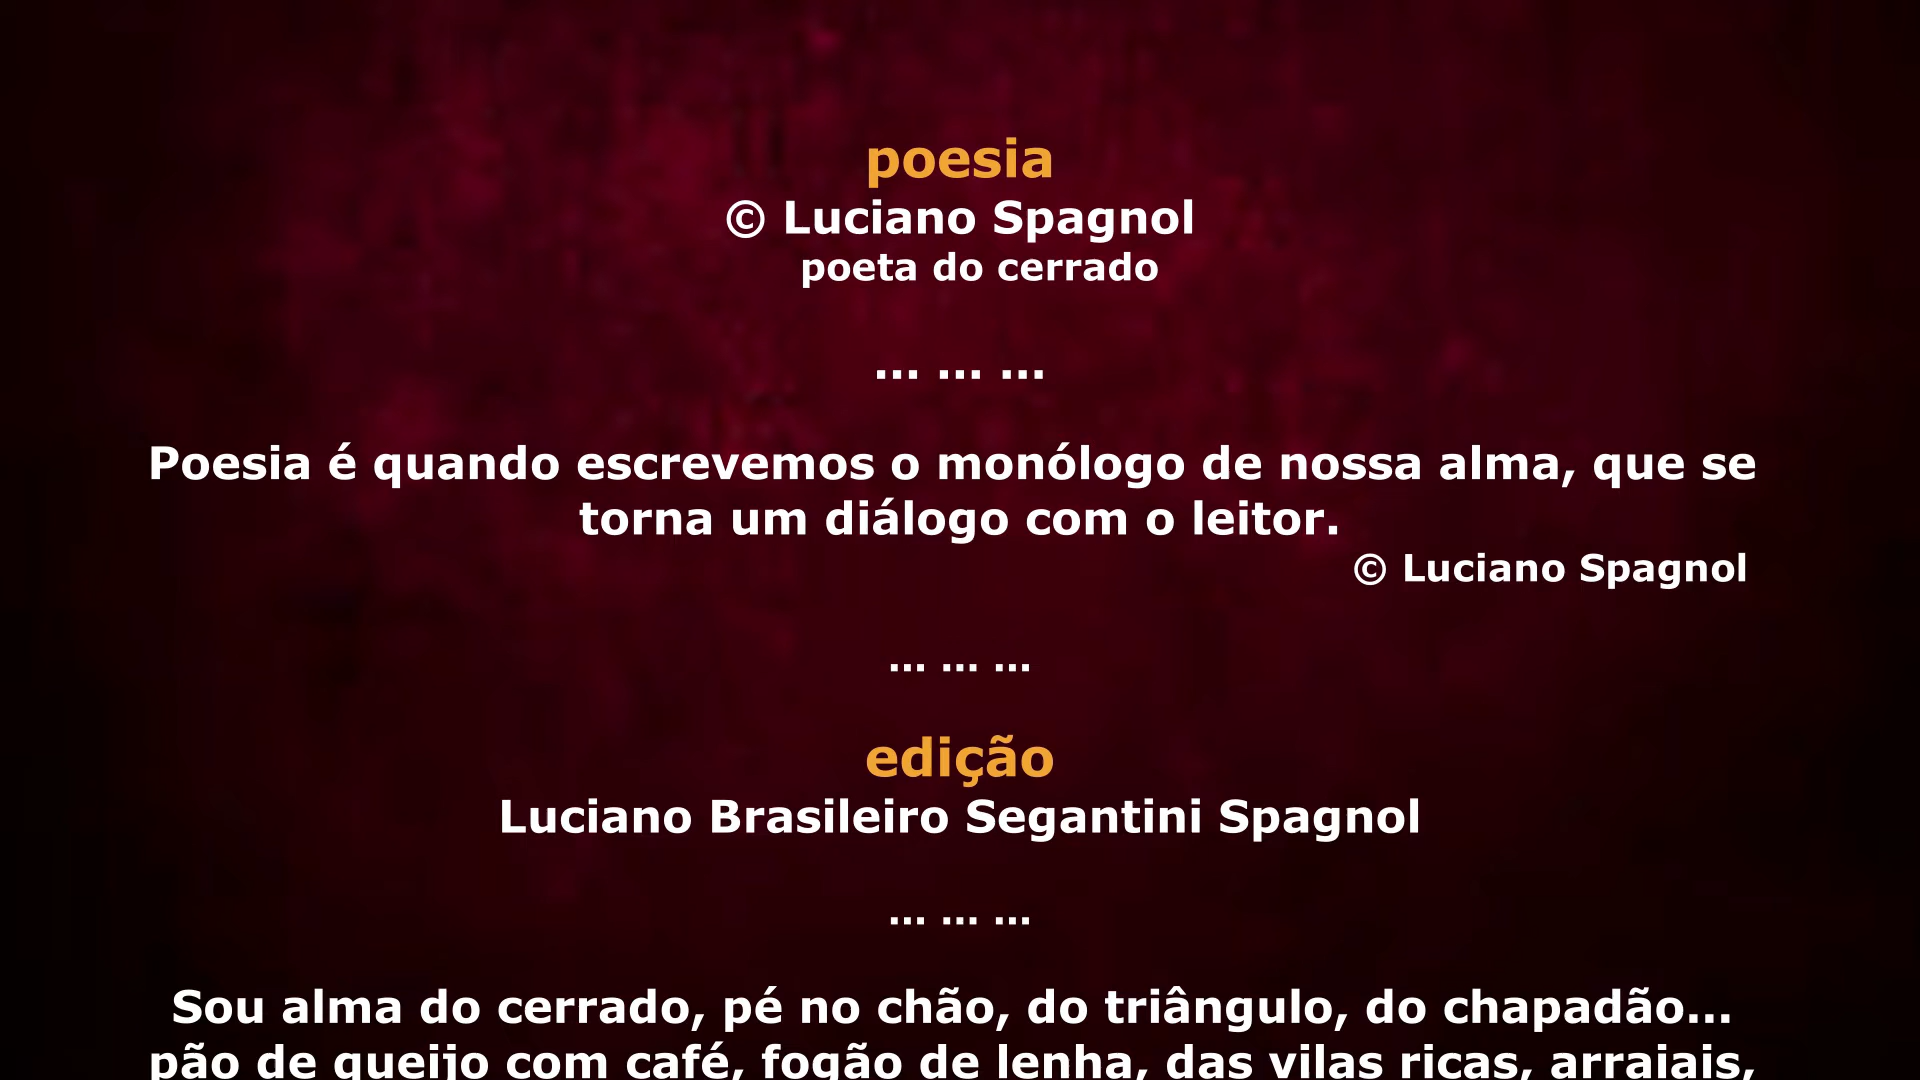 poesia
© Luciano Spagnol
poeta do cerrado
... ... ...
Poesia é quando escrevemos o monólogo de nossa alma, que se
torna um diálogo com o leitor.
© Luciano Spagnol
... ... ...
edição
Luciano Brasileiro Segantini Spagnol
... ... ...
Sou alma do cerrado, pé no chão, do triângulo, do chapadão...
pão de queijo com café, fogão de lenha, das vilas ricas, arraiais,